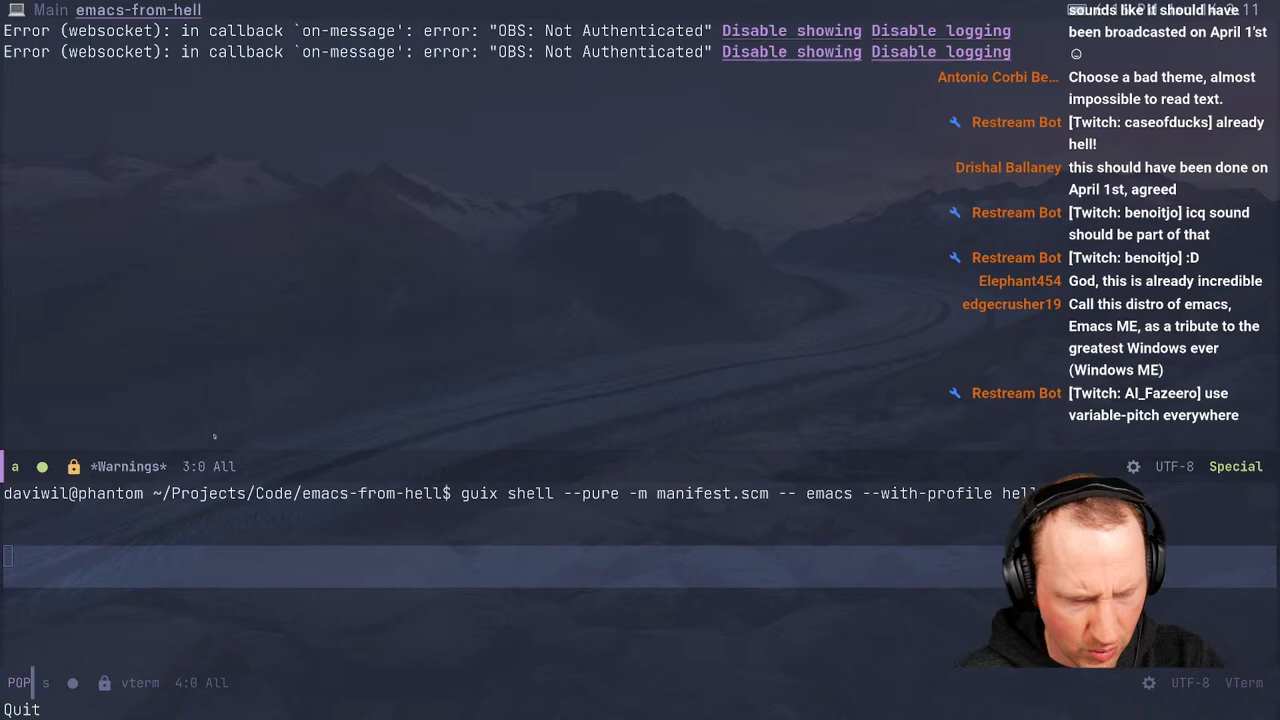 Main emacs-from-hell
11
Error (websocket): in callback `on-message': error: "OBS: Not Authenticated" Disable showing Disable logging
Error (websocket): in callback `on-message': error: "OBS: Not Authenticated" Disable showing Disable logging
sounds like it should have
been broadcasted on April 1'st
☺
Antonio Corbi Be... Choose a bad theme, almost
impossible to read text.
Restream Bot [Twitch: caseofducks] already
hell!
Drishal Ballaney this should have been done on
April 1st, agreed
Restream Bot [Twitch: benoitjo] icq sound
should be part of that
Restream Bot [Twitch: benoitjo] :D
Elephant454 God, this is already incredible
edgecrusher19 Call this distro of emacs,
Emacs ME, as a tribute to the
greatest Windows ever
(Windows ME)
Restream Bot [Twitch: Al_Fazeero] use
variable-pitch everywhere
a *Warnings* 3:0 All UTF-8 Special
daviwil@phantom ~/Projects/Code/emacs-from-hell$ guix shell --pure -m manifest.scm -- emacs --with-profile hell
POP s vterm 4:0 All UTF-8 VTerm
Quit